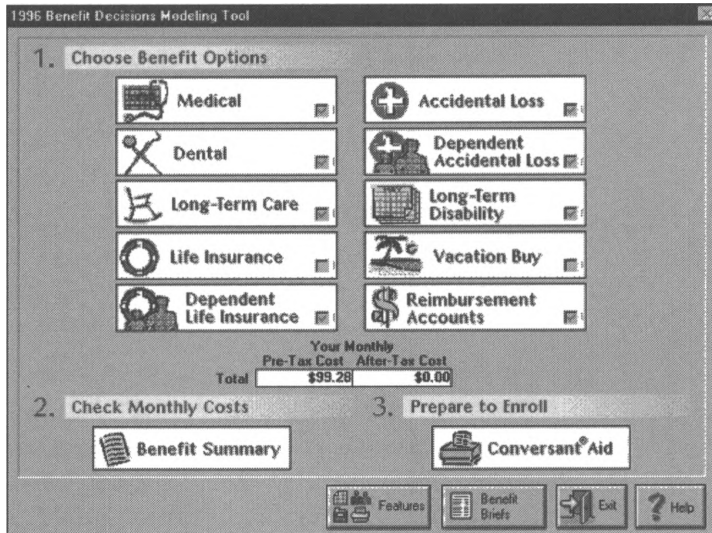 1996 Benefit Decisions Modeling Tool
1. Choose Benefit Options
Medical
Accidental Loss
Dental
Dependent
Accidental Loss
Long-Term Care
Long-Term
Disability
Life Insurance
Vacation Buy
Dependent
Life Insurance
Reimbursement
Accounts
Your Monthly
Pre-Tax Cost After-Tax Cost
Total $99.28 $0.00
2. Check Monthly Costs
3. Prepare to Enroll
Benefit Summary
Conversant® Aid
Features
Benefit
Briefs
Exit
? Help